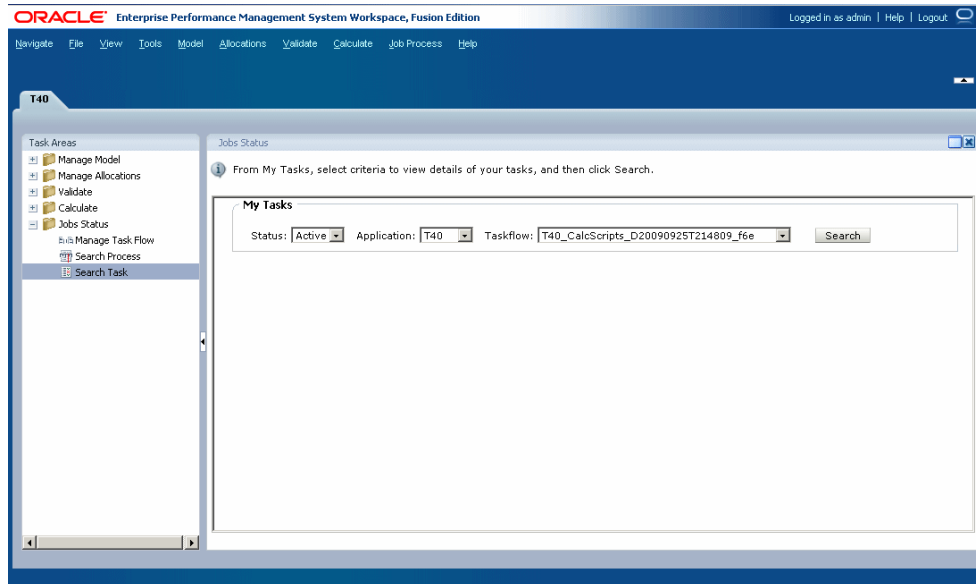 ORACLE Enterprise Performance Management System Workspace, Fusion Edition
Logged in as admin | Help | Logout
Navigate File View Tools Model Allocations Validate Calculate Job Process Help
T40
Task Areas
Manage Model
Manage Allocations
Validate
Calculate
Jobs Status
Manage Task Flow
Search Process
Search Task
Jobs Status
From My Tasks, select criteria to view details of your tasks, and then click Search.
My Tasks
Status: Active Application: T40 Taskflow: T40_CalcScripts_D20090925T214809_f6e Search